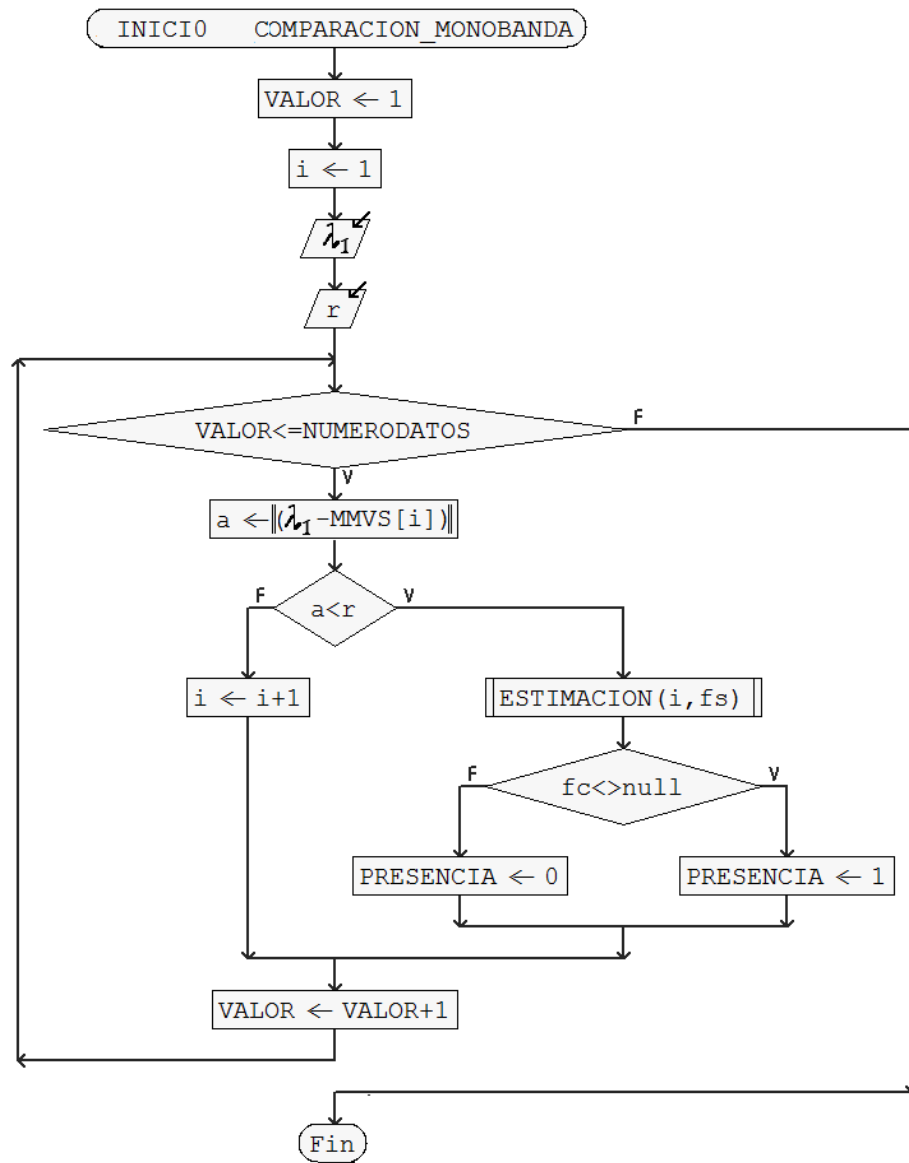 INICIO COMPARACION_MONOBANDA
VALOR ← 1
i ← 1
λ1
r
VALOR<=NUMERODATOS
F
V
a ←‖(λ1-MMVS[i])‖
a<r
F
V
i ← i+1
ESTIMACION(i,fs)
fc<>null
F
V
PRESENCIA ← 0
PRESENCIA ← 1
VALOR ← VALOR+1
Fin